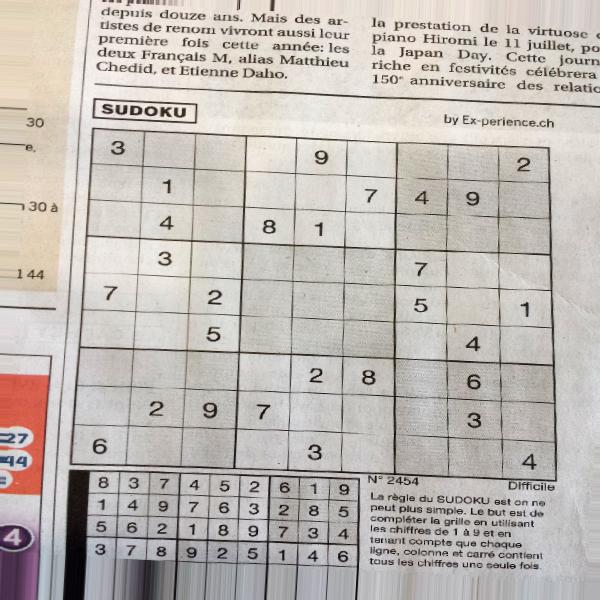 depuis douze ans. Mais des ar-
tistes de renom vivront aussi leur
première fois cette année: les
deux Français M, alias Matthieu
Chedid, et Etienne Daho.
la prestation de la virtuose
piano Hiromi le 11 juillet, po
la Japan Day. Cette journ
riche en festivités célébrera
150e anniversaire des relatio
30
e.
30 à
1 44
SUDOKU
by Ex-perience.ch
3 9 2
1 7 4 9
4 8 1
3 7
7 2 5 1
5 4
2 8 6
2 9 7 3
6 3 4
=27
=44
=
4
8 3 7 4 5 2 6 1 9
1 4 9 7 6 3 2 8 5
5 6 2 1 8 9 7 3 4
3 7 8 9 2 5 1 4 6
N° 2454
Difficile
La règle du SUDOKU est on ne
peut plus simple. Le but est de
compléter la grille en utilisant
les chiffres de 1 à 9 et en
tenant compte que chaque
ligne, colonne et carré contient
tous les chiffres une seule fois.